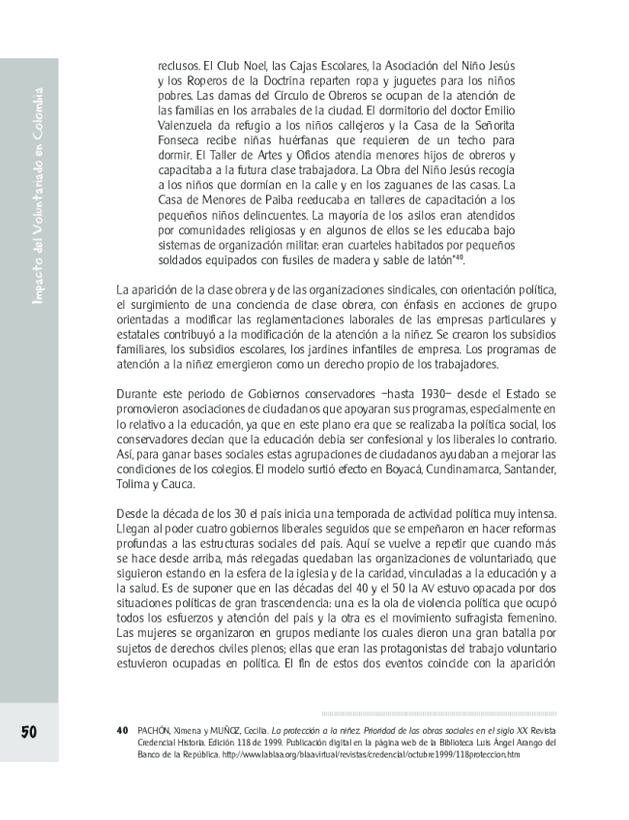 Impacto del Voluntariado en Colombia
reclusos. El Club Noel, las Cajas Escolares, la Asociación del Niño Jesús
y los Roperos de la Doctrina reparten ropa y juguetes para los niños
pobres. Las damas del Círculo de Obreros se ocupan de la atención de
las familias en los arrabales de la ciudad. El dormitorio del doctor Emilio
Valenzuela da refugio a los niños callejeros y la Casa de la Señorita
Fonseca recibe niñas huérfanas que requieren de un techo para
dormir. El Taller de Artes y Oficios atendía menores hijos de obreros y
capacitaba a la futura clase trabajadora. La Obra del Niño Jesús recogía
a los niños que dormían en la calle y en los zaguanes de las casas. La
Casa de Menores de Paiba reeducaba en talleres de capacitación a los
pequeños niños delincuentes. La mayoría de los asilos eran atendidos
por comunidades religiosas y en algunos de ellos se les educaba bajo
sistemas de organización militar: eran cuarteles habitados por pequeños
soldados equipados con fusiles de madera y sable de latón"40.
La aparición de la clase obrera y de las organizaciones sindicales, con orientación política,
el surgimiento de una conciencia de clase obrera, con énfasis en acciones de grupo
orientadas a modificar las reglamentaciones laborales de las empresas particulares y
estatales contribuyó a la modificación de la atención a la niñez. Se crearon los subsidios
familiares, los subsidios escolares, los jardines infantiles de empresa. Los programas de
atención a la niñez emergieron como un derecho propio de los trabajadores.
Durante este periodo de Gobiernos conservadores –hasta 1930– desde el Estado se
promovieron asociaciones de ciudadanos que apoyaran sus programas, especialmente en
lo relativo a la educación, ya que en este plano era que se realizaba la política social, los
conservadores decían que la educación debía ser confesional y los liberales lo contrario.
Así, para ganar bases sociales estas agrupaciones de ciudadanos ayudaban a mejorar las
condiciones de los colegios. El modelo surtió efecto en Boyacá, Cundinamarca, Santander,
Tolima y Cauca.
Desde la década de los 30 el país inicia una temporada de actividad política muy intensa.
Llegan al poder cuatro gobiernos liberales seguidos que se empeñaron en hacer reformas
profundas a las estructuras sociales del país. Aquí se vuelve a repetir que cuando más
se hace desde arriba, más relegadas quedaban las organizaciones de voluntariado, que
siguieron estando en la esfera de la iglesia y de la caridad, vinculadas a la educación y a
la salud. Es de suponer que en las décadas del 40 y el 50 la AV estuvo opacada por dos
situaciones políticas de gran trascendencia: una es la ola de violencia política que ocupó
todos los esfuerzos y atención del país y la otra es el movimiento sufragista femenino.
Las mujeres se organizaron en grupos mediante los cuales dieron una gran batalla por
sujetos de derechos civiles plenos; ellas que eran las protagonistas del trabajo voluntario
estuvieron ocupadas en política. El fin de estos dos eventos coincide con la aparición
50
40 PACHÓN, Ximena y MUÑOZ, Cecilia. La protección a la niñez. Prioridad de las obras sociales en el siglo XX. Revista
Credencial Historia. Edición 118 de 1999. Publicación digital en la página web de la Biblioteca Luis Ángel Arango del
Banco de la República. http://www.lablaa.org/blaavirtual/revistas/credencial/octubre1999/118proteccion.htm